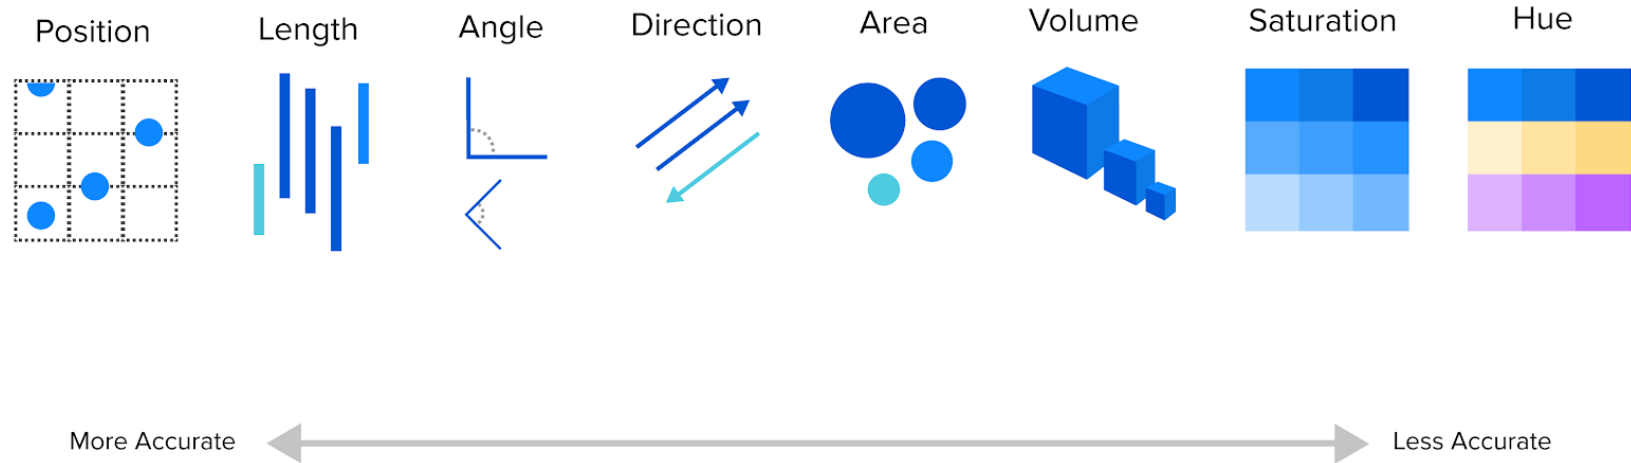 Position
Length
Angle
Direction
Area
Volume
Saturation
Hue
More Accurate
Less Accurate